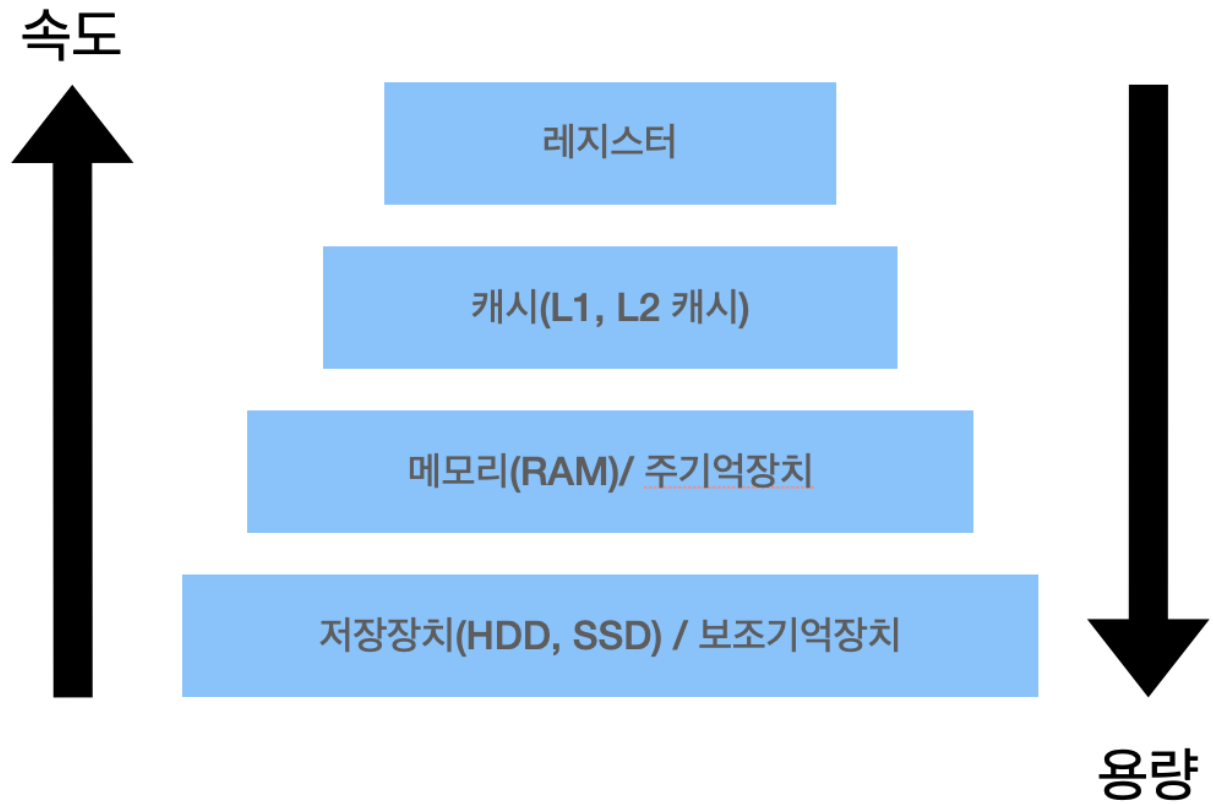 속도
레지스터
캐시(L1, L2 캐시)
메모리(RAM)/ 주기억장치
저장장치(HDD, SSD) / 보조기억장치
용량